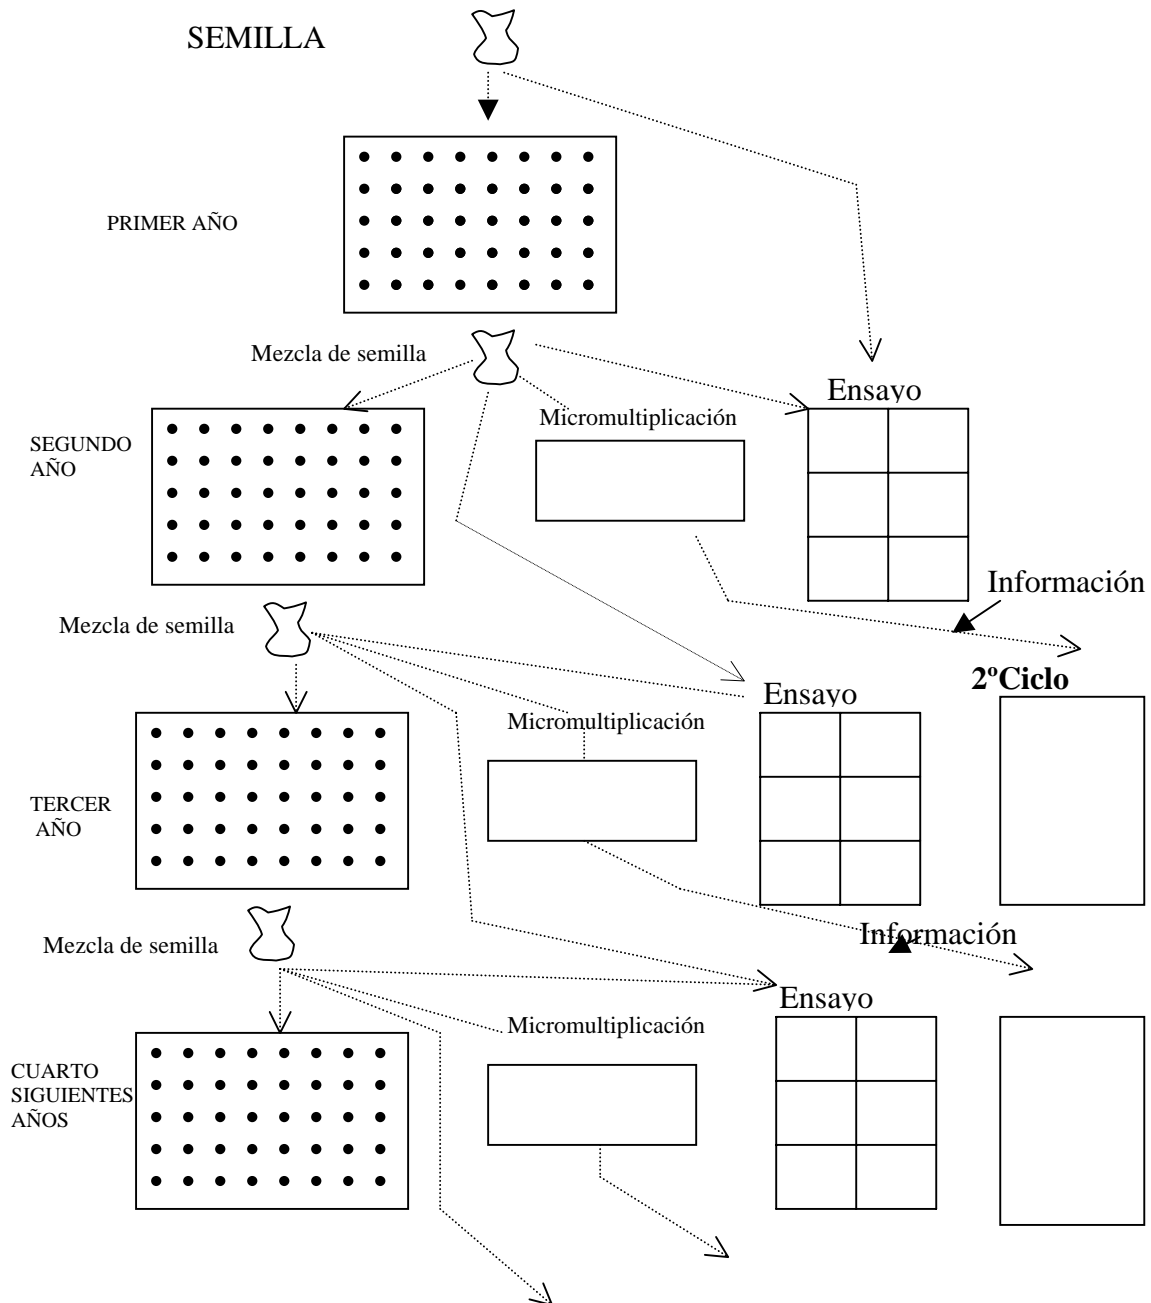 SEMILLA
PRIMER AÑO
Mezcla de semilla
Ensayo
Micromultiplicación
SEGUNDO
AÑO
Información
Mezcla de semilla
2ºCiclo
Ensayo
Micromultiplicación
TERCER
AÑO
Información
Mezcla de semilla
Ensayo
Micromultiplicación
CUARTO
SIGUIENTES
AÑOS